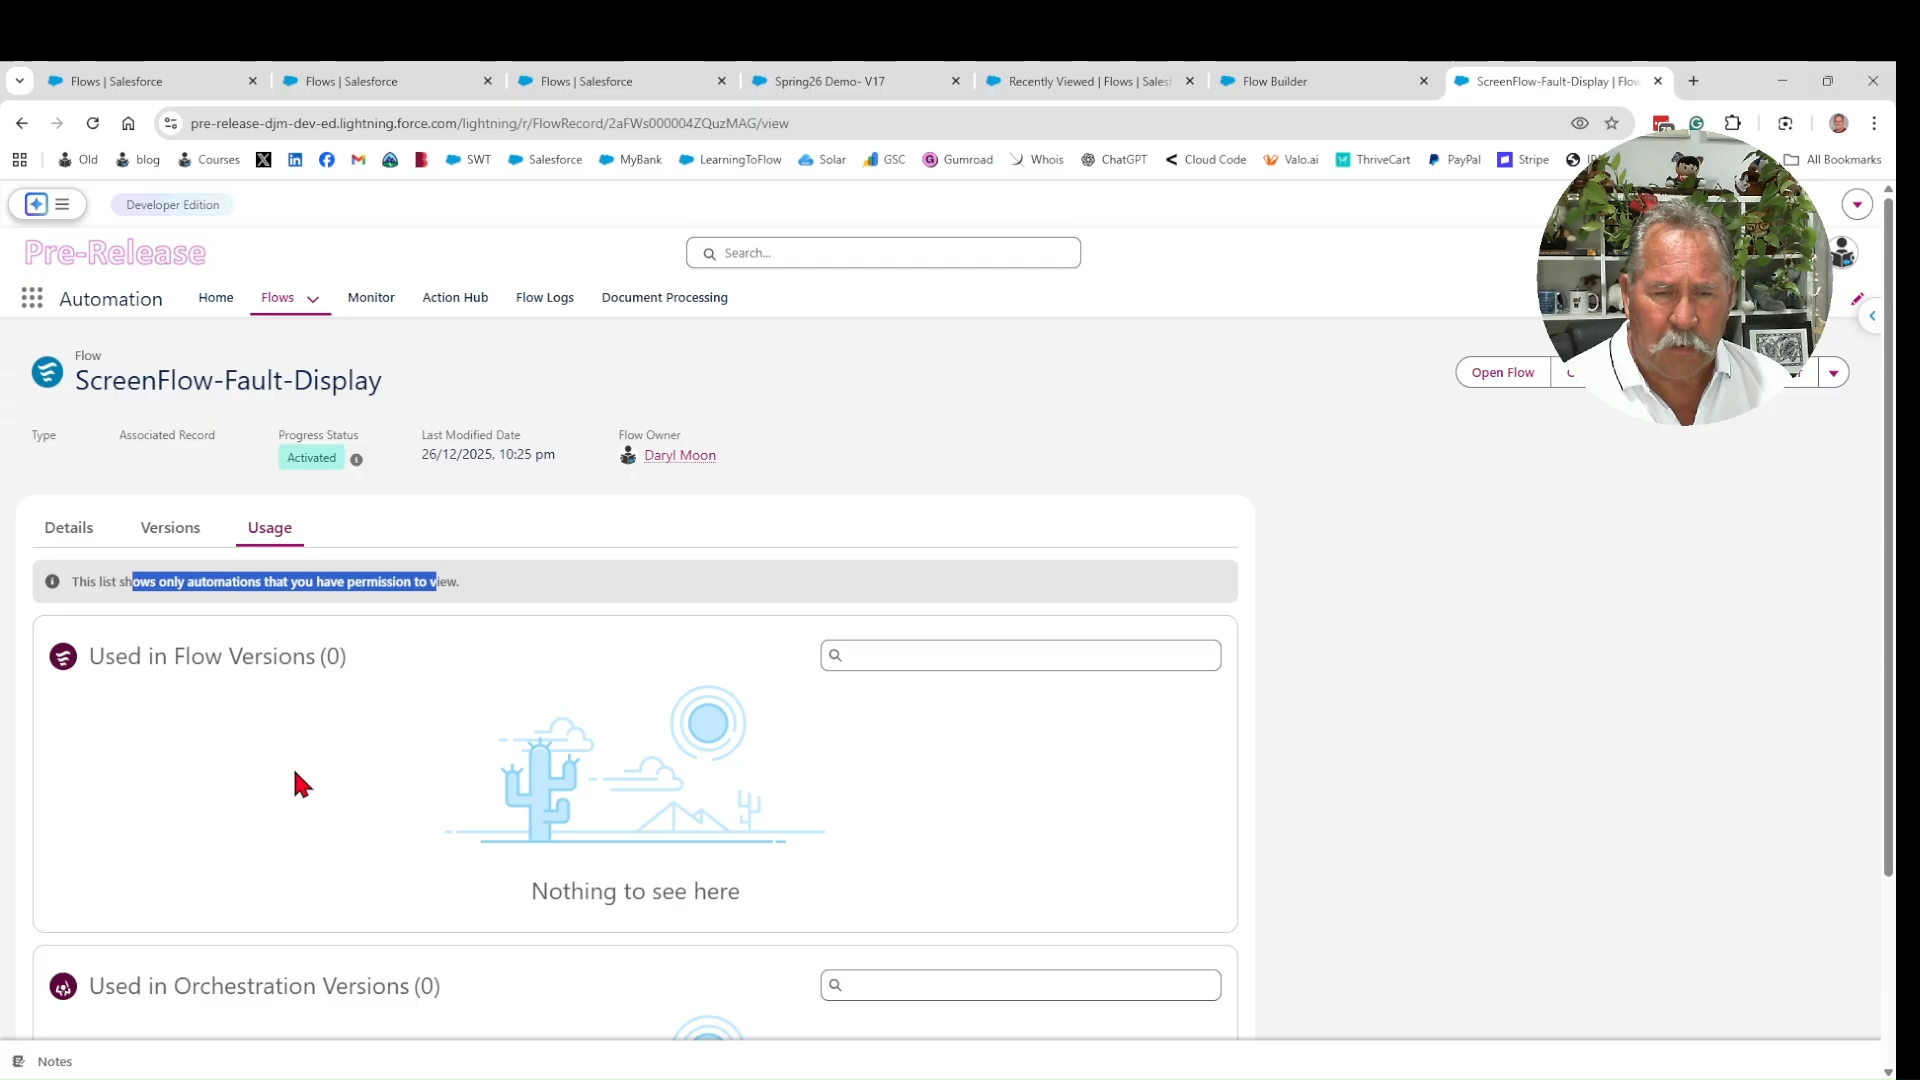 Flows | Salesforce
Flows | Salesforce
Flows | Salesforce
Spring26 Demo- V17
Recently Viewed | Flows | Sales
Flow Builder
ScreenFlow-Fault-Display | Flow
pre-release-djm-dev-ed.lightning.force.com/lightning/r/FlowRecord/2aFWs000004ZQuzMAG/view
Old
blog
Courses
SWT
Salesforce
MyBank
LearningToFlow
Solar
GSC
Gumroad
Whois
ChatGPT
Cloud Code
Valo.ai
ThriveCart
PayPal
Stripe
All Bookmarks
Developer Edition
Pre-Release
Search...
Automation
Home
Flows
Monitor
Action Hub
Flow Logs
Document Processing
Flow
ScreenFlow-Fault-Display
Open Flow
Type
Associated Record
Progress Status
Last Modified Date
Flow Owner
Activated
26/12/2025, 10:25 pm
Daryl Moon
Details
Versions
Usage
This list shows only automations that you have permission to view.
Used in Flow Versions (0)
Nothing to see here
Used in Orchestration Versions (0)
Notes